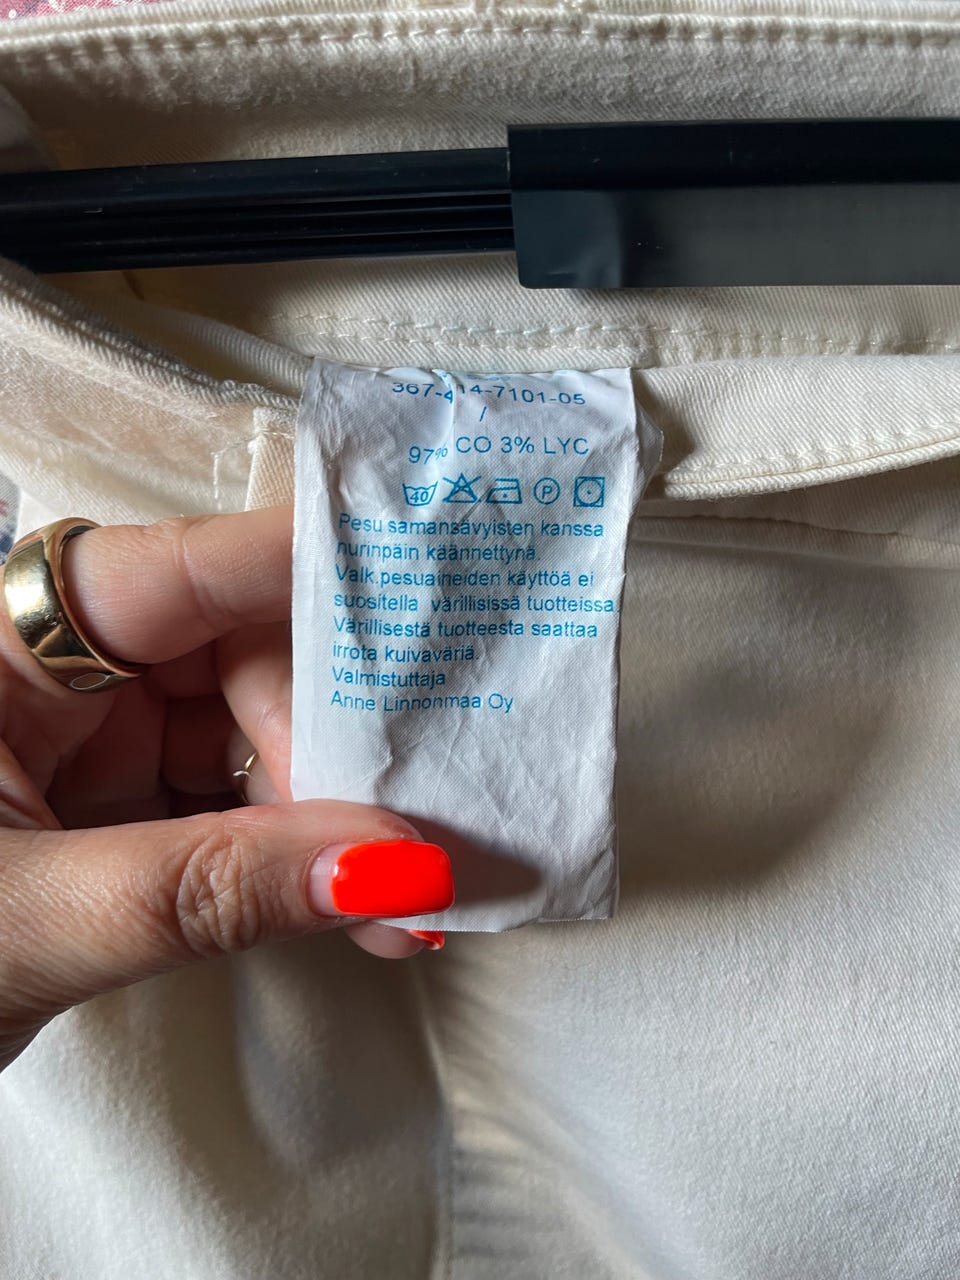 367-414-7101-05
/
97% CO 3% LYC
40 P
Pesu samansävyisten kanssa
nurinpäin käännettynä.
Valk.pesuaineiden käyttöä ei
suositella värillisissä tuotteissa
Värillisestä tuotteesta saattaa
irrota kuivaväriä.
Valmistuttaja
Anne Linnonmaa Oy